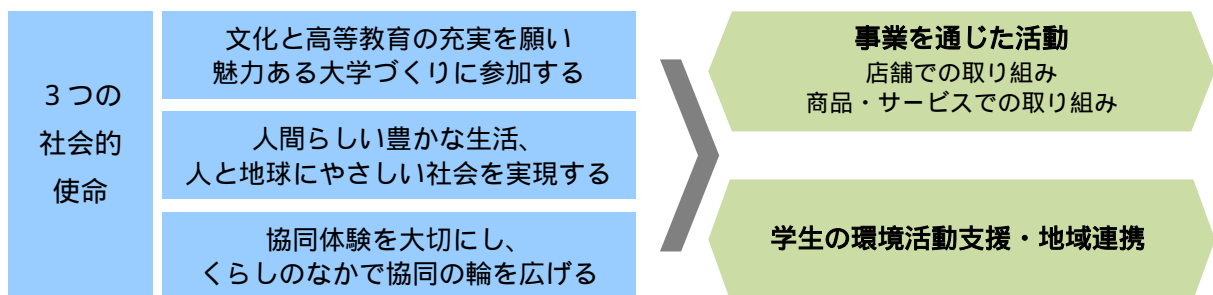 3つの
社会的
使命
文化と高等教育の充実を願い
魅力ある大学づくりに参加する
人間らしい豊かな生活、
人と地球にやさしい社会を実現する
協同体験を大切にし、
くらしのなかで協同の輪を広げる
事業を通じた活動
店舗での取り組み
商品・サービスでの取り組み
学生の環境活動支援・地域連携